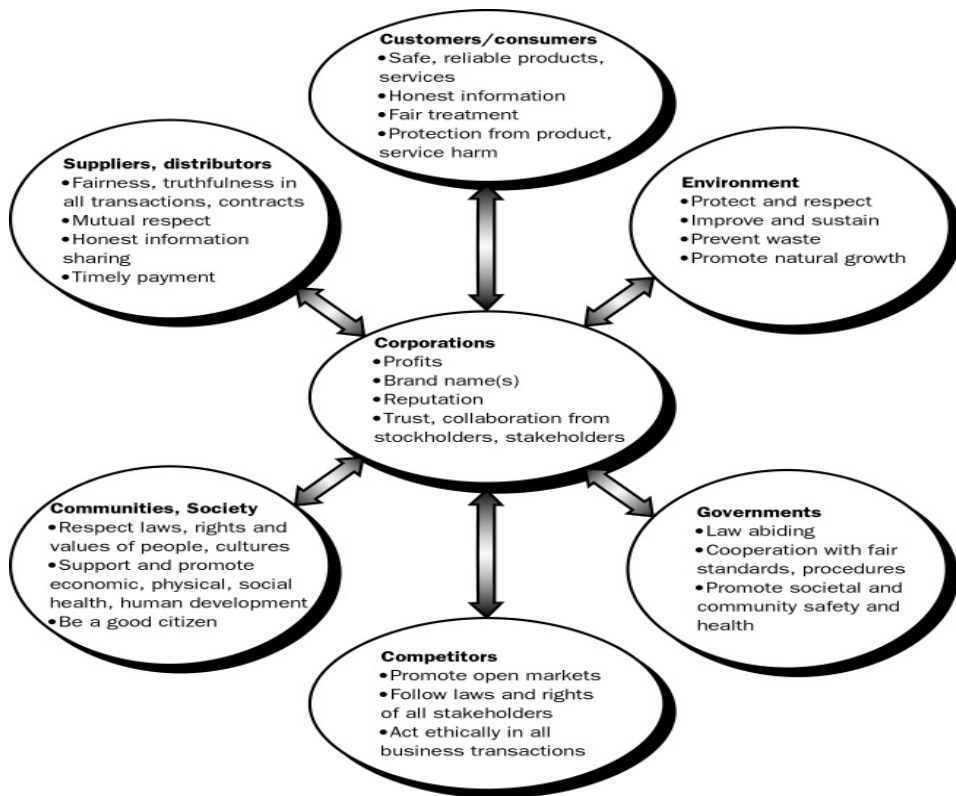 Customers/consumers
•Safe, reliable products,
services
•Honest information
•Fair treatment
•Protection from product,
service harm
Suppliers, distributors
•Fairness, truthfulness in
all transactions, contracts
•Mutual respect
•Honest information
sharing
•Timely payment
Environment
•Protect and respect
•Improve and sustain
•Prevent waste
•Promote natural growth
Corporations
•Profits
•Brand name(s)
•Reputation
•Trust, collaboration from
stockholders, stakeholders
Communities, Society
•Respect laws, rights and
values of people, cultures
•Support and promote
economic, physical, social
health, human development
•Be a good citizen
Governments
•Law abiding
•Cooperation with fair
standards, procedures
•Promote societal and
community safety and
health
Competitors
•Promote open markets
•Follow laws and rights
of all stakeholders
•Act ethically in all
business transactions